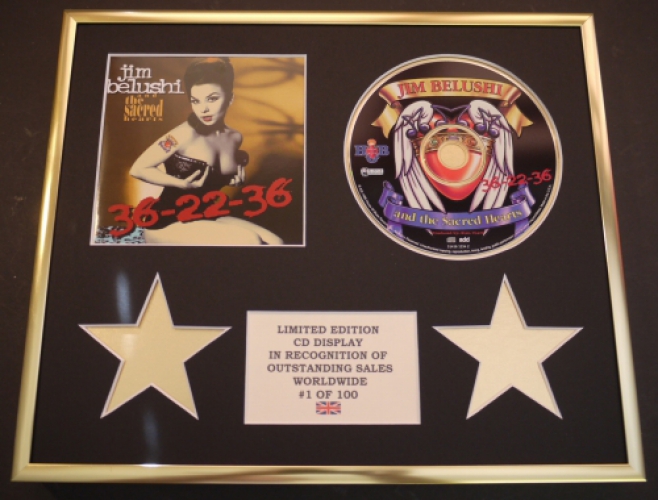 jim
belushi
and
the
sacred
hearts
36-22-36
JIM BELUSHI
36-22-36
and the Sacred Hearts
LIMITED EDITION
CD DISPLAY
IN RECOGNITION OF
OUTSTANDING SALES
WORLDWIDE
#1 OF 100